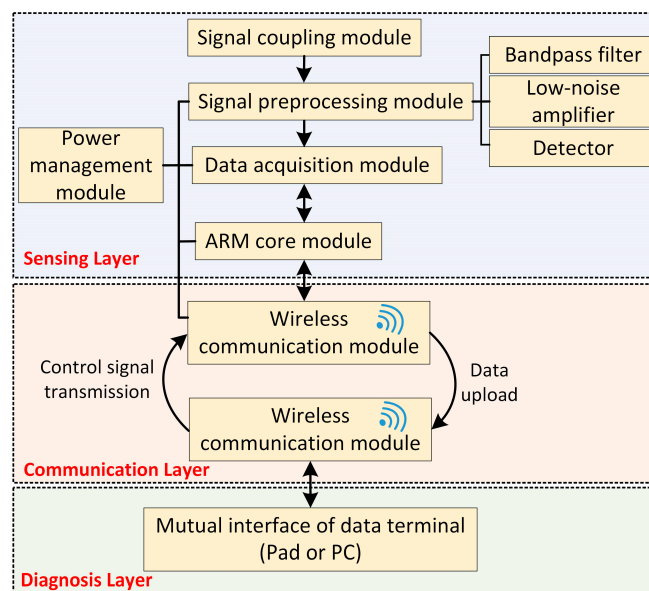 Signal coupling module
Bandpass filter
Signal preprocessing module
Low-noise
amplifier
Detector
Power
management
module
Data acquisition module
ARM core module
Sensing Layer
Wireless
communication module
Control signal
transmission
Data
upload
Wireless
communication module
Communication Layer
Mutual interface of data terminal
(Pad or PC)
Diagnosis Layer